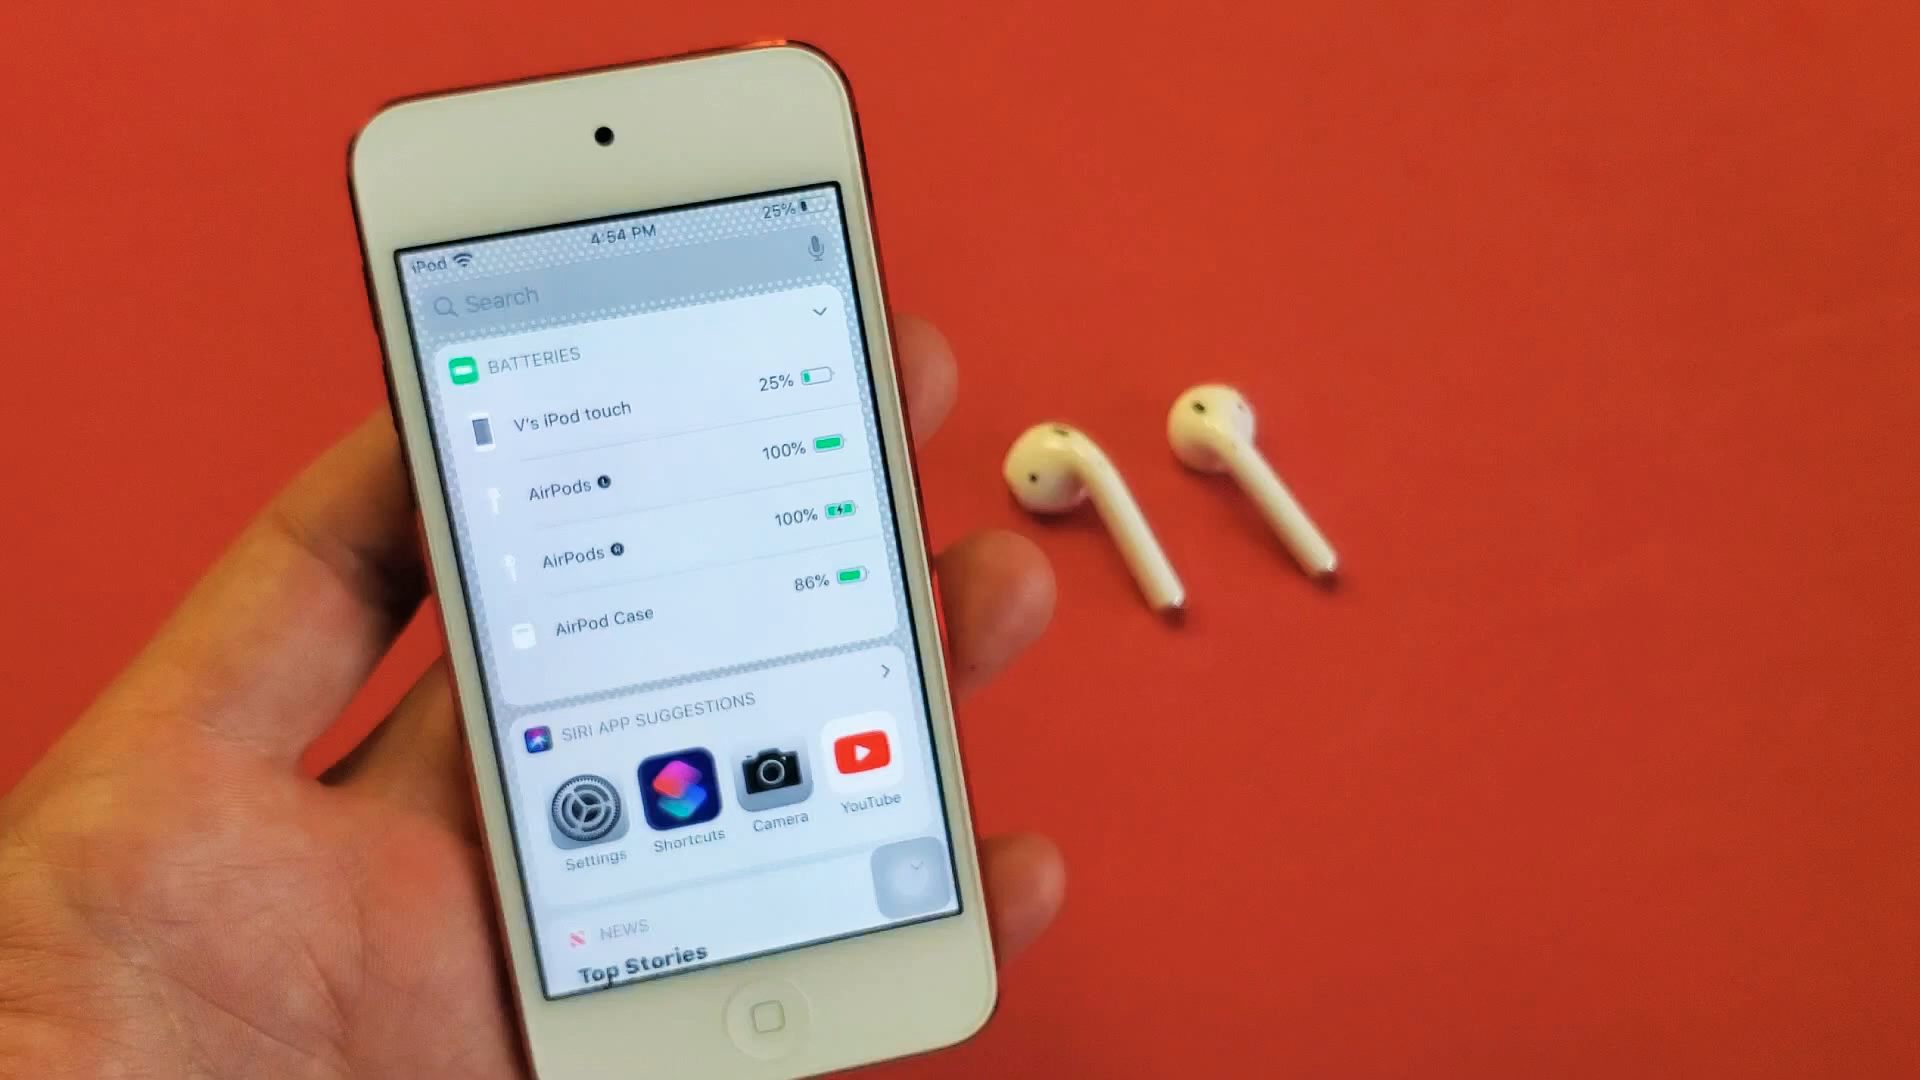 25%
4:54 PM
iPod
Search
BATTERIES
25%
V's iPod touch
100%
AirPods L
100%
AirPods R
86%
AirPod Case
SIRI APP SUGGESTIONS
Settings Shortcuts Camera YouTube
NEWS
Top Stories